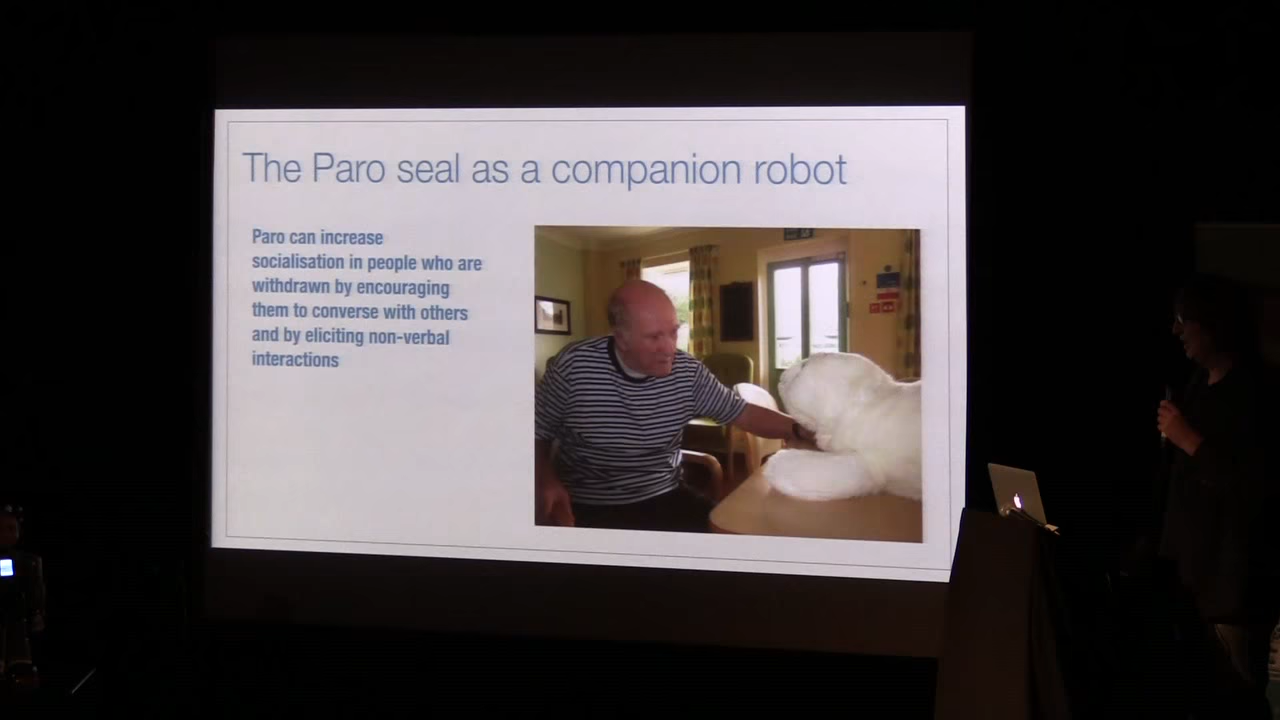 The Paro seal as a companion robot
Paro can increase
socialisation in people who are
withdrawn by encouraging
them to converse with others
and by eliciting non-verbal
interactions